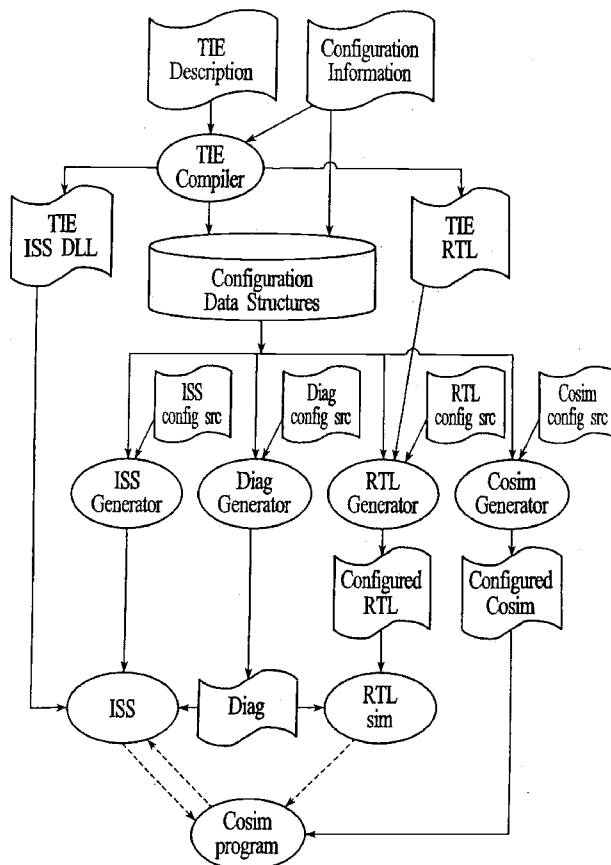 TIE
Description
Configuration
Information
TIE
Compiler
TIE
ISS DLL
TIE
RTL
Configuration
Data Structures
ISS
config src
Diag
config src
RTL
config src
Cosim
config src
ISS
Generator
Diag
Generator
RTL
Generator
Cosim
Generator
Configured
RTL
Configured
Cosim
ISS
Diag
RTL
sim
Cosim
program